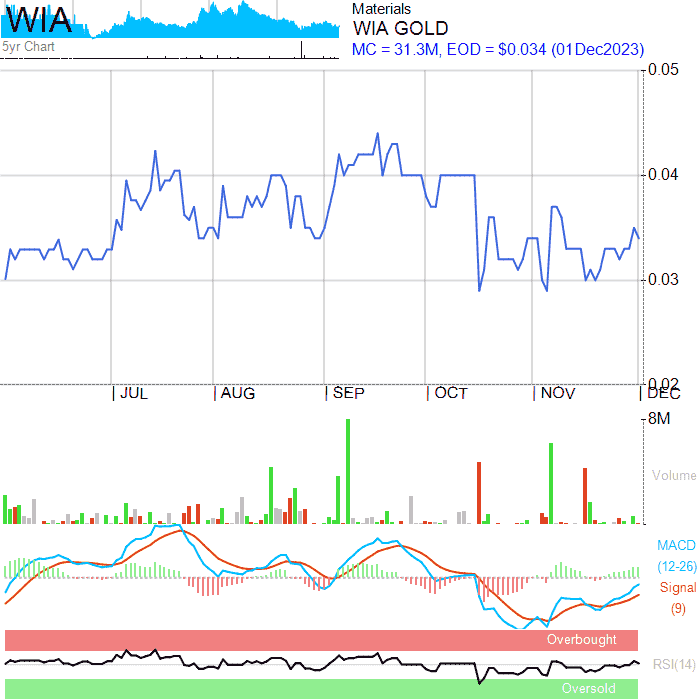 WIA
5yr Chart
Materials
WIA GOLD
MC = 31.3M, EOD = $0.034 (01Dec2023)
0.05
0.04
0.03
0.02
JUL
AUG
SEP
OCT
NOV
DEC
8M
Volume
MACD
(12-26)
Signal
(9)
Overbought
RSI(14)
Oversold